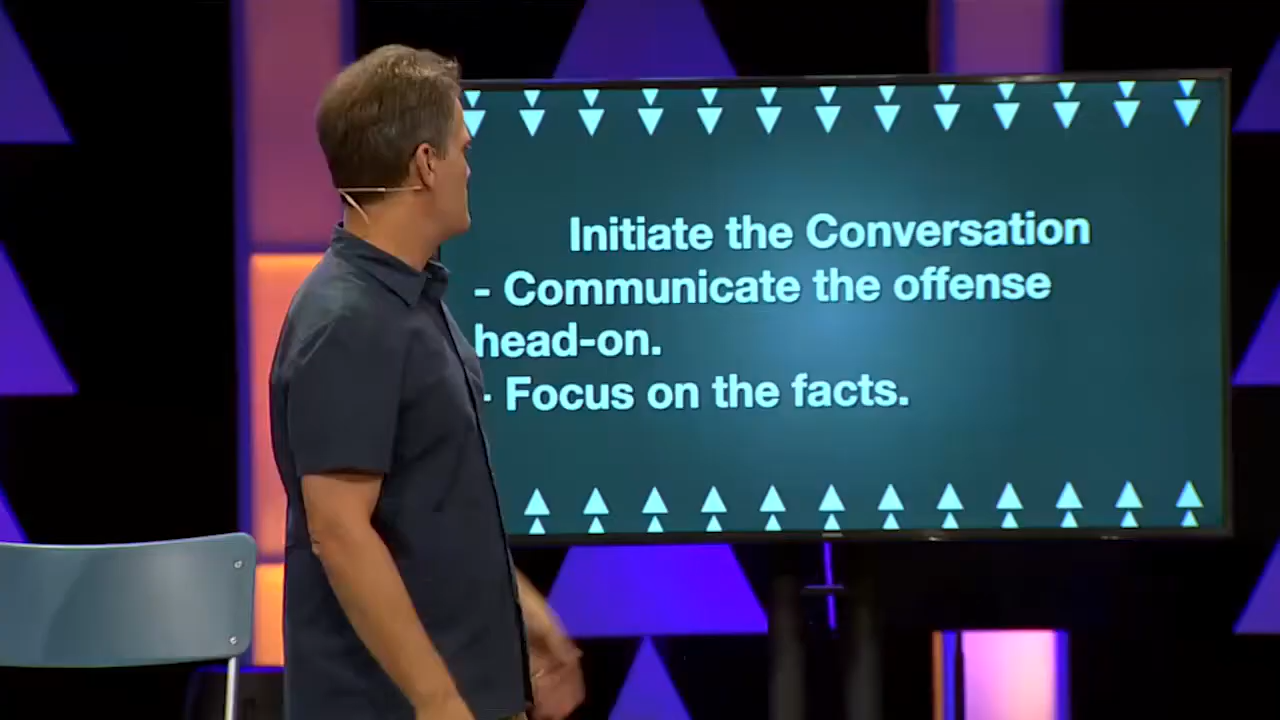 Initiate the Conversation
- Communicate the offense
head-on.
- Focus on the facts.